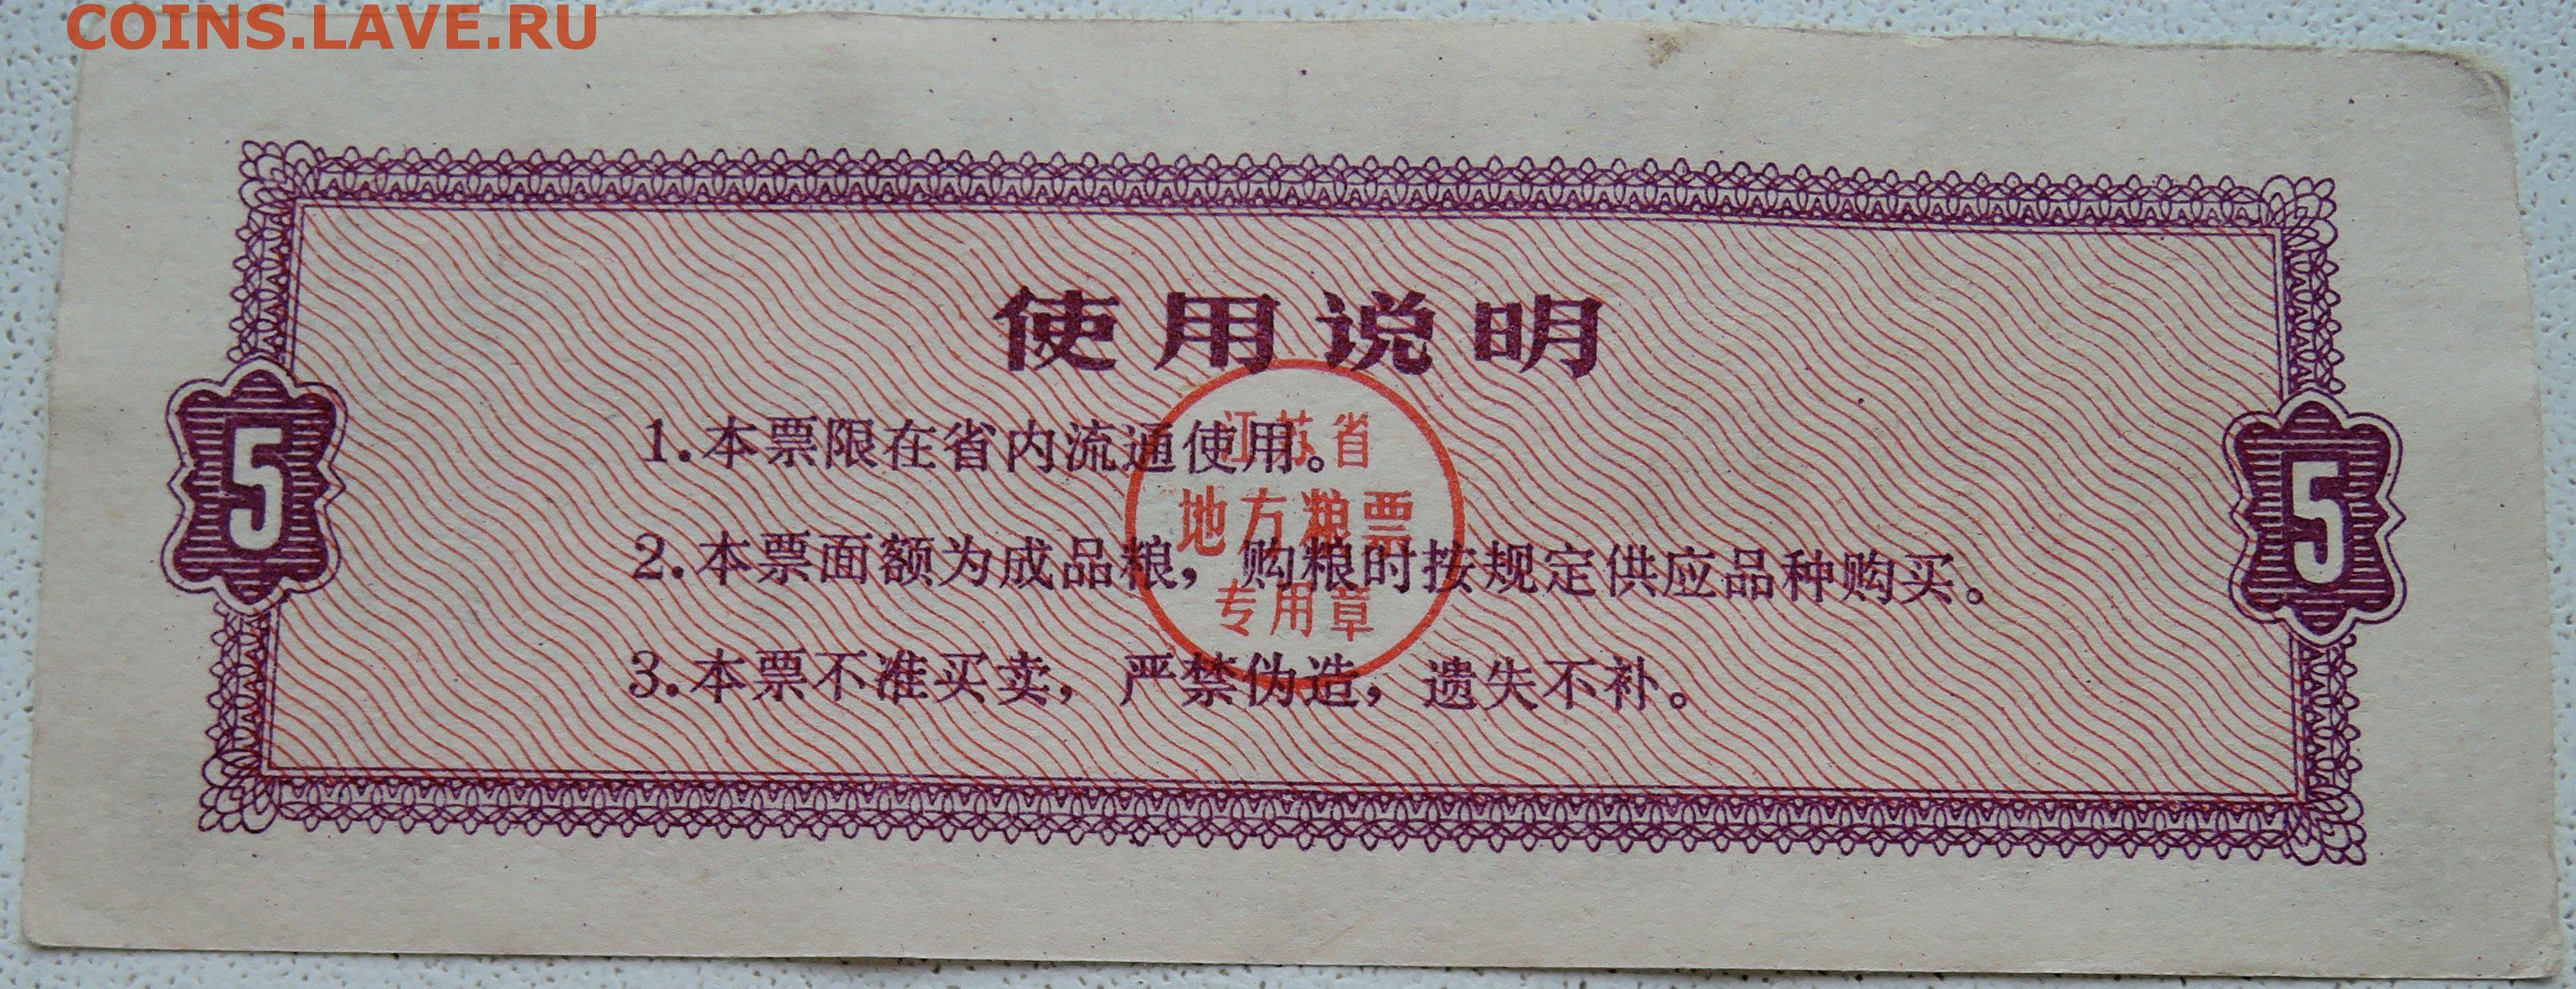 COINS.LAVE.RU
使用说明
1.本票限在省内流通使用。
2.本票面额为成品粮，购粮时按规定供应品种购买。
3.本票不准买卖，严禁伪造，遗失不补。
江苏省
地方粮票
专用章
5
5